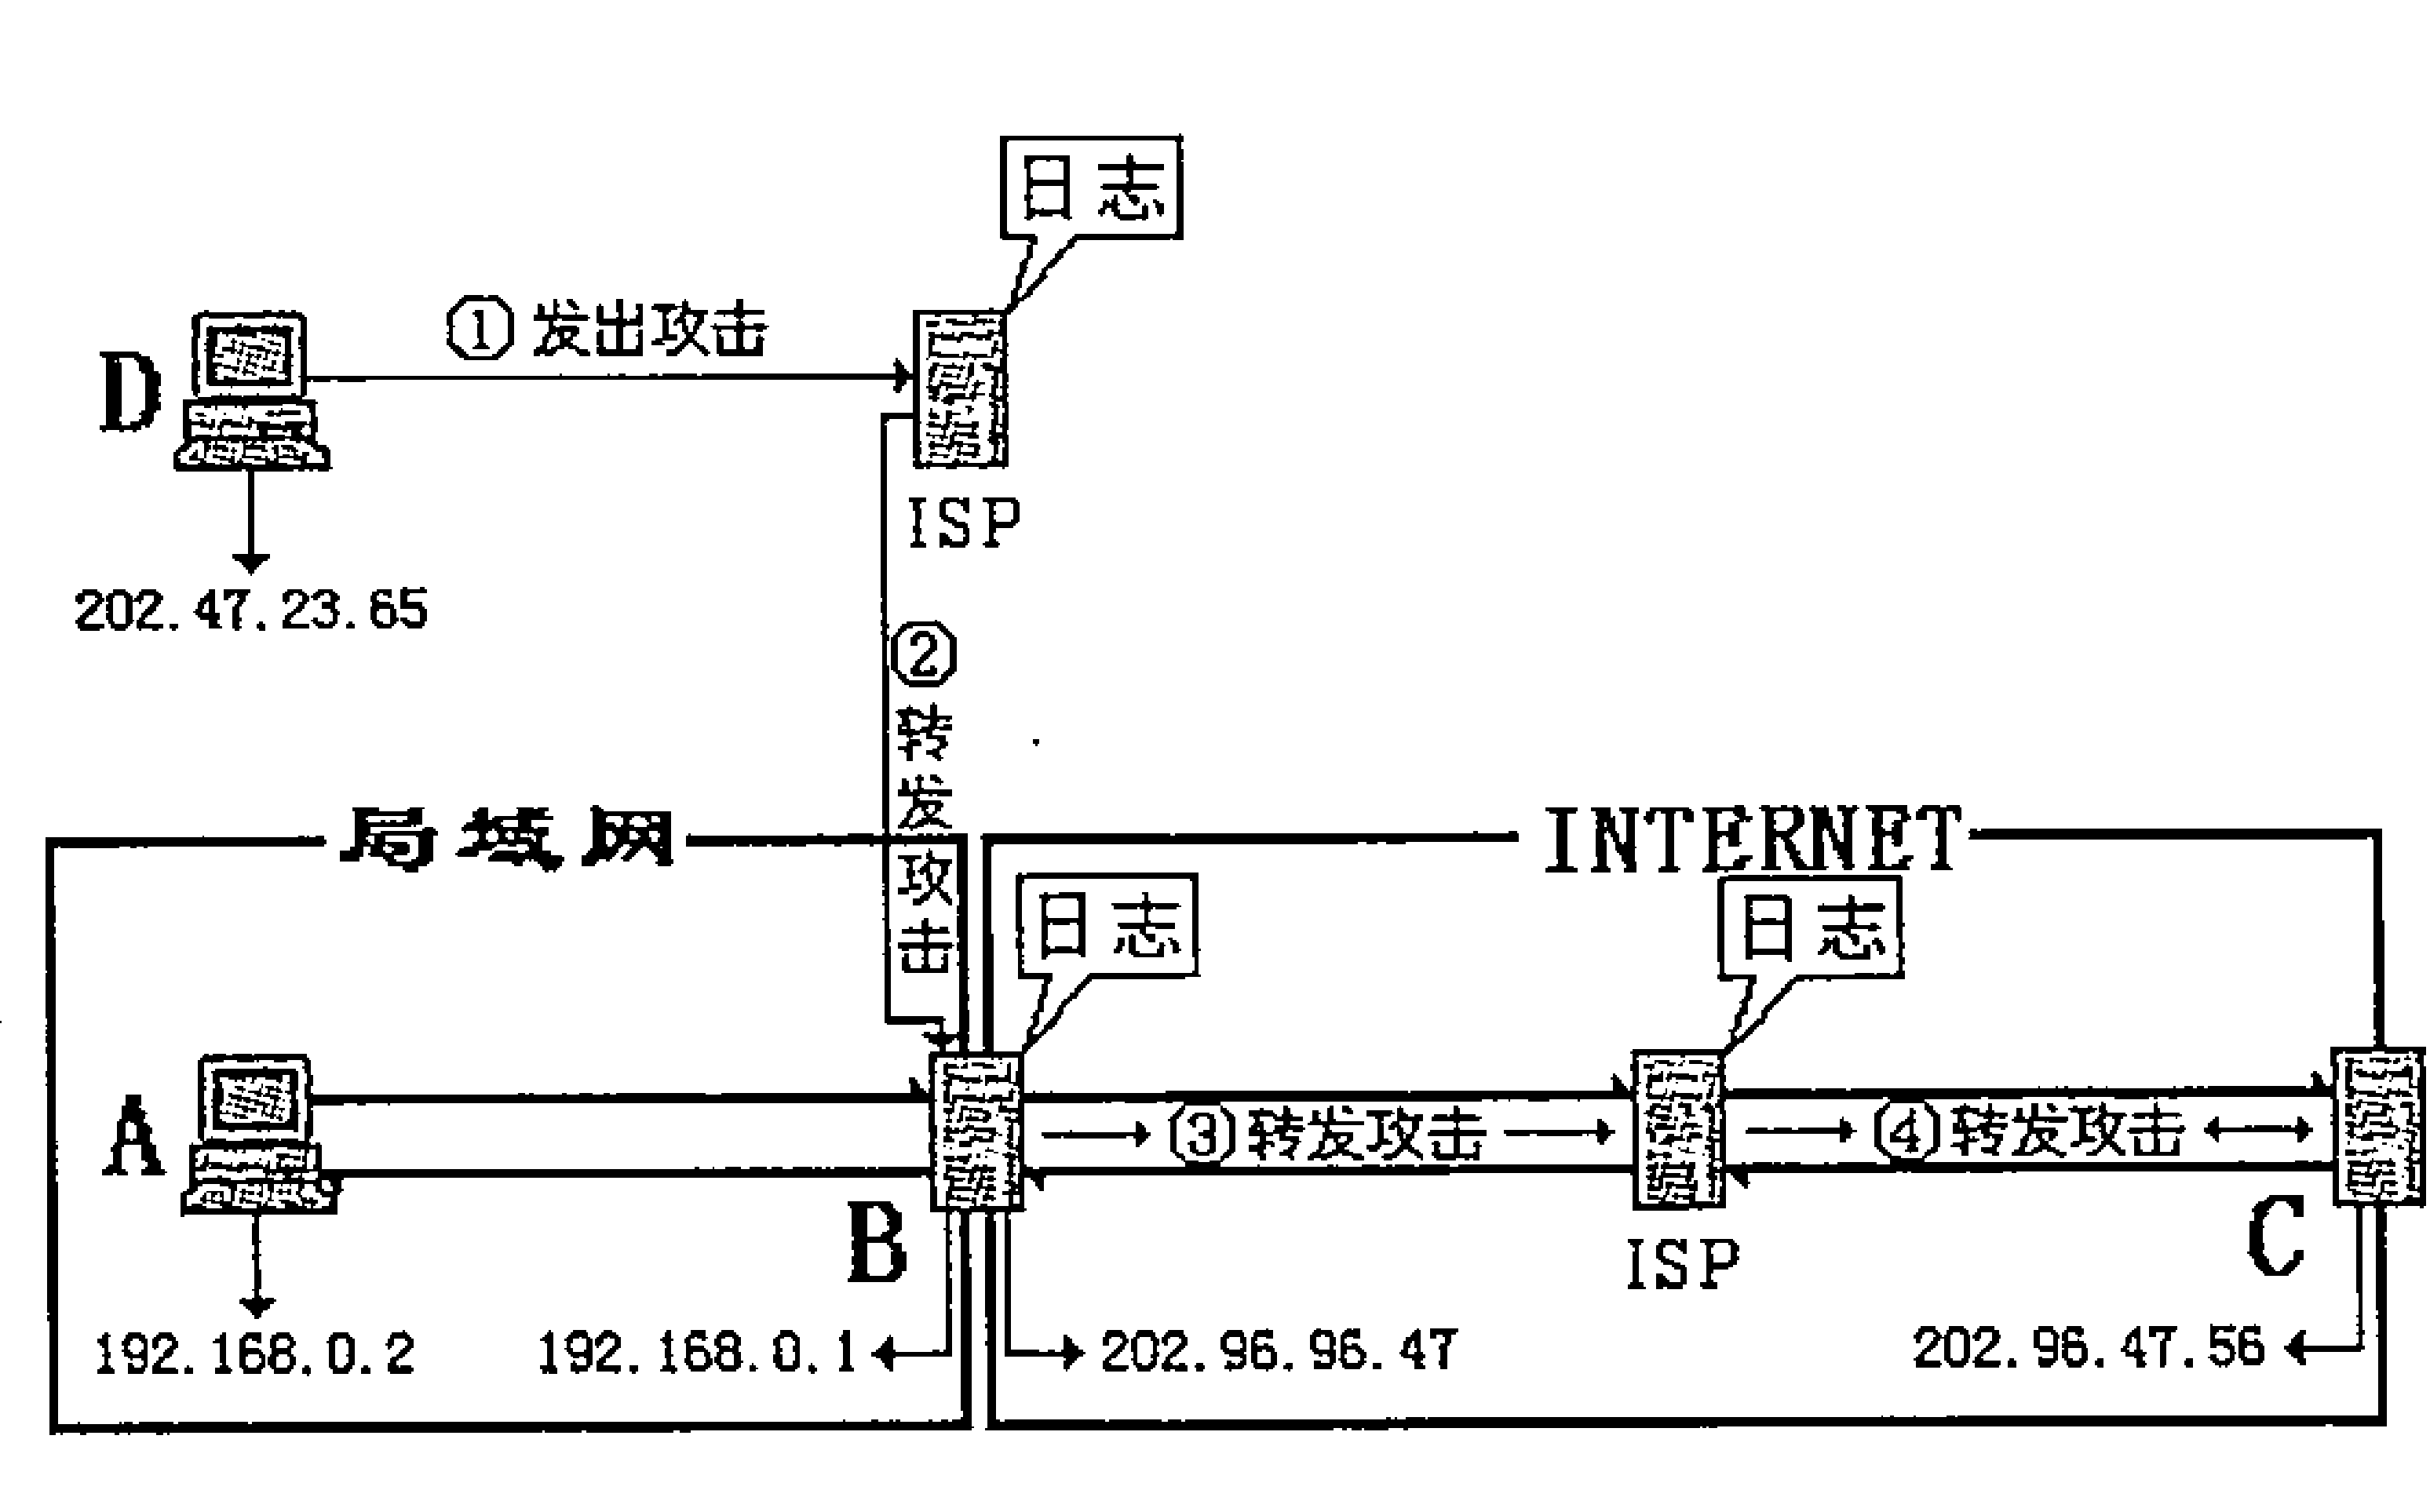 日志
① 发出攻击
D
ISP
202.47.23.65
② 转发攻击
局域网
INTERNET
日志
日志
A
③ 转发攻击
④ 转发攻击
B
ISP
C
192.168.0.2
192.168.0.1
202.96.96.47
202.96.47.56